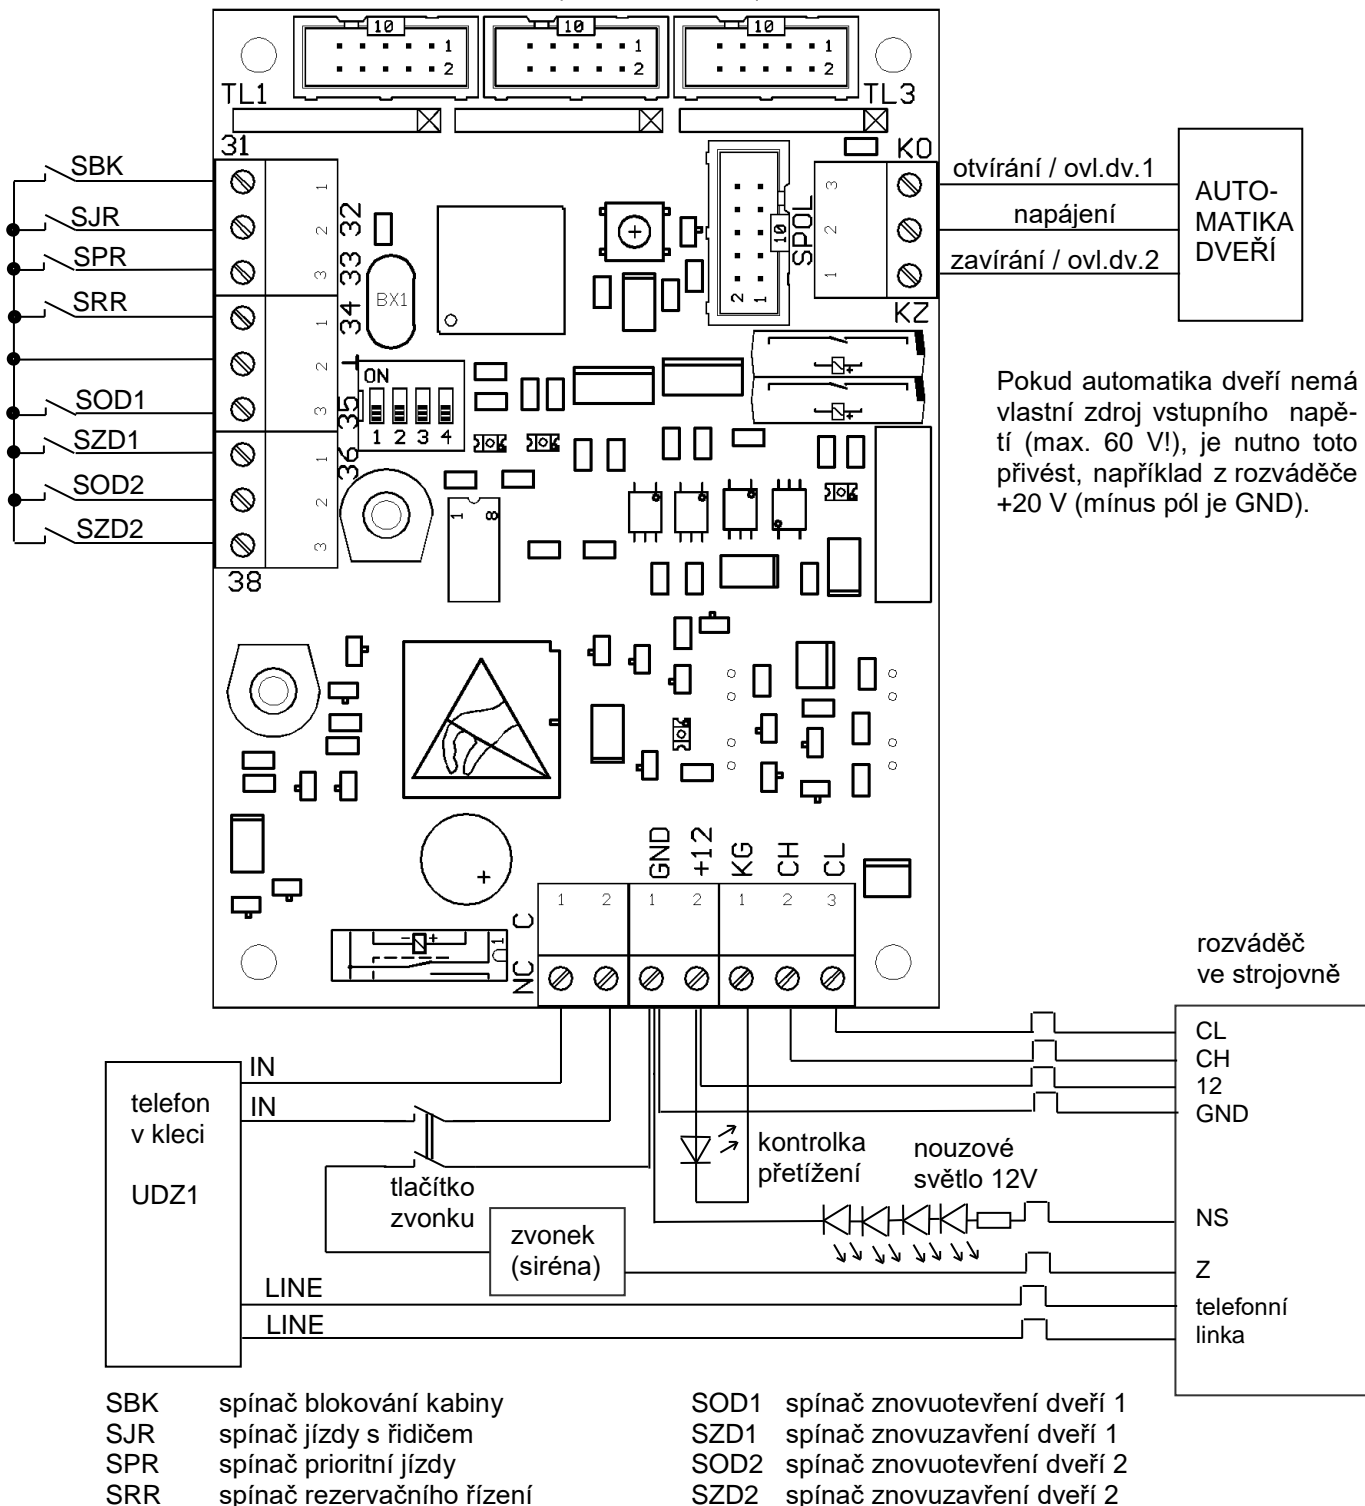 10 10 10
1 1 1
2 2 2
TL1 TL3
31 KO
SBK
SJR
SPR
SRR
SOD1
SZD1
SOD2
SZD2
1
2
3
1
2
3
1
2
3
32
33
34
35
36
38
BX1
ON
1 2 3 4
1 8
10
2 1
SPOL
3
2
1
KZ
otvírání / ovl.dv.1
napájení
zavírání / ovl.dv.2
AUTO-
MATIKA
DVEŘÍ
Pokud automatika dveří nemá
vlastní zdroj vstupního napě-
tí (max. 60 V!), je nutno toto
přivést, například z rozváděče
+20 V (mínus pól je GND).
+
GND +12 KG CH CL
1 2 1 2 1 2 3
C
NC
- +
1
rozváděč
ve strojovně
CL
CH
12
GND
NS
Z
telefonní
linka
IN
IN
telefon
v kleci
UDZ1
tlačítko
zvonku
zvonek
(siréna)
kontrolka
přetížení
nouzové
světlo 12V
LINE
LINE
SBK spínač blokování kabiny
SJR spínač jízdy s řidičem
SPR spínač prioritní jízdy
SRR spínač rezervačního řízení
SOD1 spínač znovuotevření dveří 1
SZD1 spínač znovuzavření dveří 1
SOD2 spínač znovuotevření dveří 2
SZD2 spínač znovuzavření dveří 2